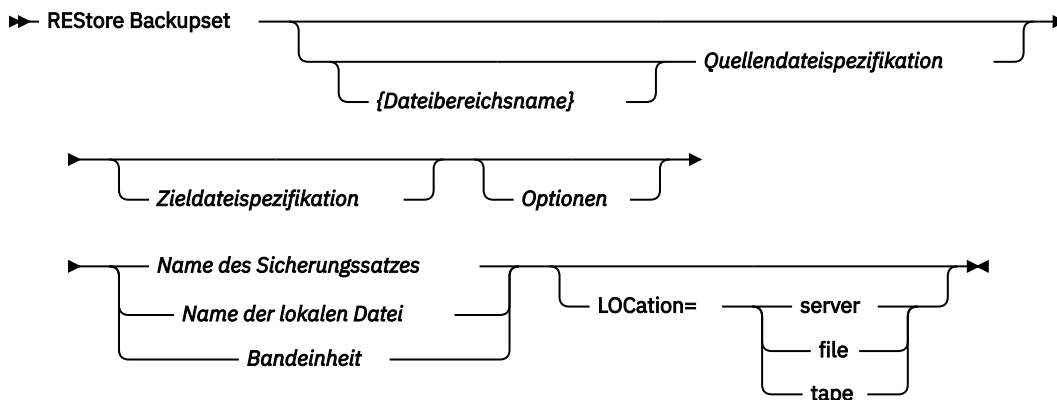 REStore Backupset
Quellendateispezifikation
{Dateibereichsname}
Zieldateispezifikation
Optionen
Name des Sicherungssatzes
Name der lokalen Datei
Bandeinheit
LOCation=
server
file
tape